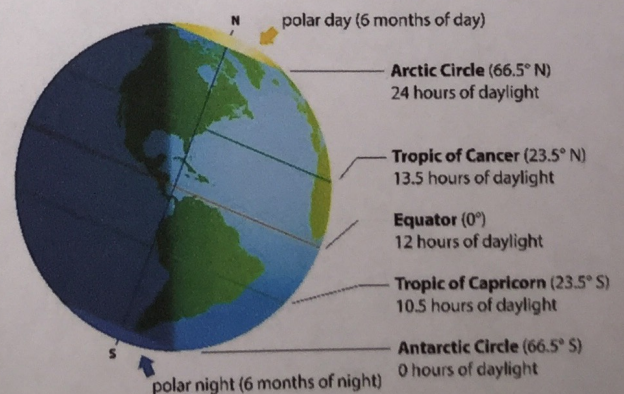 N
polar day (6 months of day)
Arctic Circle (66.5° N)
24 hours of daylight
Tropic of Cancer (23.5° N)
13.5 hours of daylight
Equator (0°)
12 hours of daylight
Tropic of Capricorn (23.5° S)
10.5 hours of daylight
Antarctic Circle (66.5° S)
0 hours of daylight
S
polar night (6 months of night)